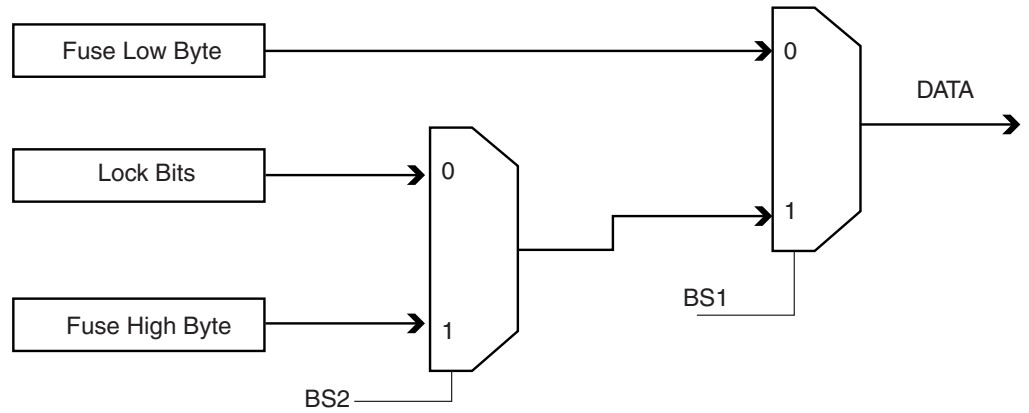 Fuse Low Byte
0
DATA
Lock Bits
0
1
BS1
Fuse High Byte
1
BS2